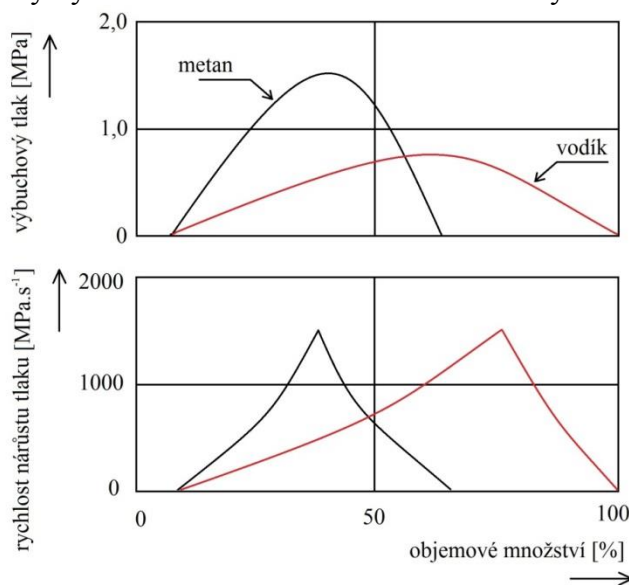 2,0
výbuchový tlak [MPa]
metan
1,0
vodík
0
2000
rychlost nárůstu tlaku [MPa.s-1]
1000
0
0
50
100
objemové množství [%]